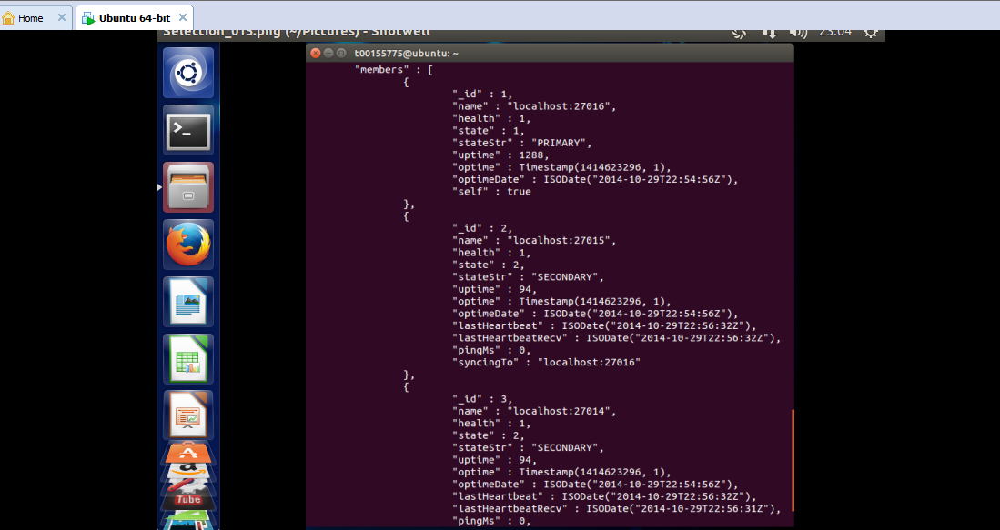 Home
Ubuntu 64-bit
Selection_013.png (~/Pictures) - Shotwell
23:04
t00155775@ubuntu: ~
"members" : [
{
"_id" : 1,
"name" : "localhost:27016",
"health" : 1,
"state" : 1,
"stateStr" : "PRIMARY",
"uptime" : 1288,
"optime" : Timestamp(1414623296, 1),
"optimeDate" : ISODate("2014-10-29T22:54:56Z"),
"self" : true
},
{
"_id" : 2,
"name" : "localhost:27015",
"health" : 1,
"state" : 2,
"stateStr" : "SECONDARY",
"uptime" : 94,
"optime" : Timestamp(1414623296, 1),
"optimeDate" : ISODate("2014-10-29T22:54:56Z"),
"lastHeartbeat" : ISODate("2014-10-29T22:56:32Z"),
"lastHeartbeatRecv" : ISODate("2014-10-29T22:56:32Z"),
"pingMs" : 0,
"syncingTo" : "localhost:27016"
},
{
"_id" : 3,
"name" : "localhost:27014",
"health" : 1,
"state" : 2,
"stateStr" : "SECONDARY",
"uptime" : 94,
"optime" : Timestamp(1414623296, 1),
"optimeDate" : ISODate("2014-10-29T22:54:56Z"),
"lastHeartbeat" : ISODate("2014-10-29T22:56:32Z"),
"lastHeartbeatRecv" : ISODate("2014-10-29T22:56:31Z"),
"pingMs" : 0,
Tube